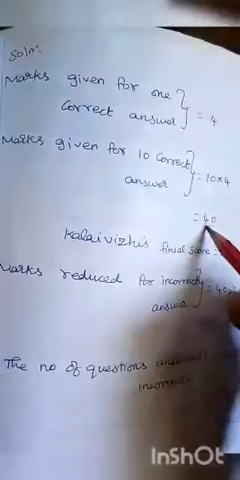 Soln:
Marks given for one
correct answer } = 4
Marks given for 10 correct
answer } = 10×4
= 40
Kalaivizhi's final score =
Marks reduced for incorrect
answer } = 40
The no of questions
InShOt